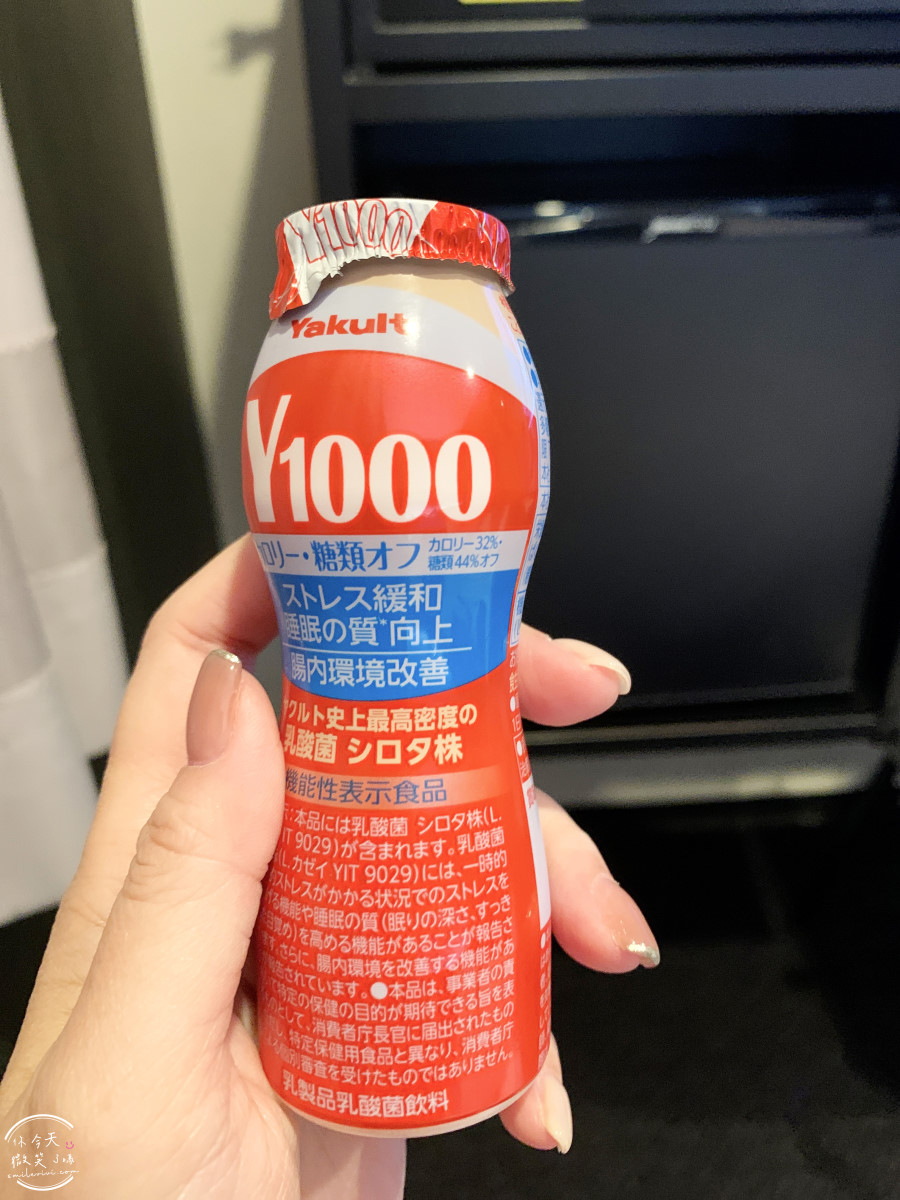 Y1000
Yakult
Y1000
カロリー・糖類オフ
カロリー32%・
糖類44%オフ
ストレス緩和
睡眠の質*向上
腸内環境改善
ヤクルト史上最高密度の
乳酸菌 シロタ株
機能性表示食品
:本品には乳酸菌 シロタ株(L.
YIT 9029)が含まれます。乳酸菌
(L.カゼイ YIT 9029)には、一時的
ストレスがかかる状況でのストレスを
る機能や睡眠の質(眠りの深さ、すっき
目覚め)を高める機能があることが報告さ
ます。さらに、腸内環境を改善する機能があ
報告されています。●本品は、事業者の責
て特定の保健の目的が期待できる旨を表
のとして、消費者庁長官に届出されたもの
特定保健用食品と異なり、消費者庁
個別審査を受けたものではありません。
乳製品乳酸菌飲料
你今天
微笑了嗎